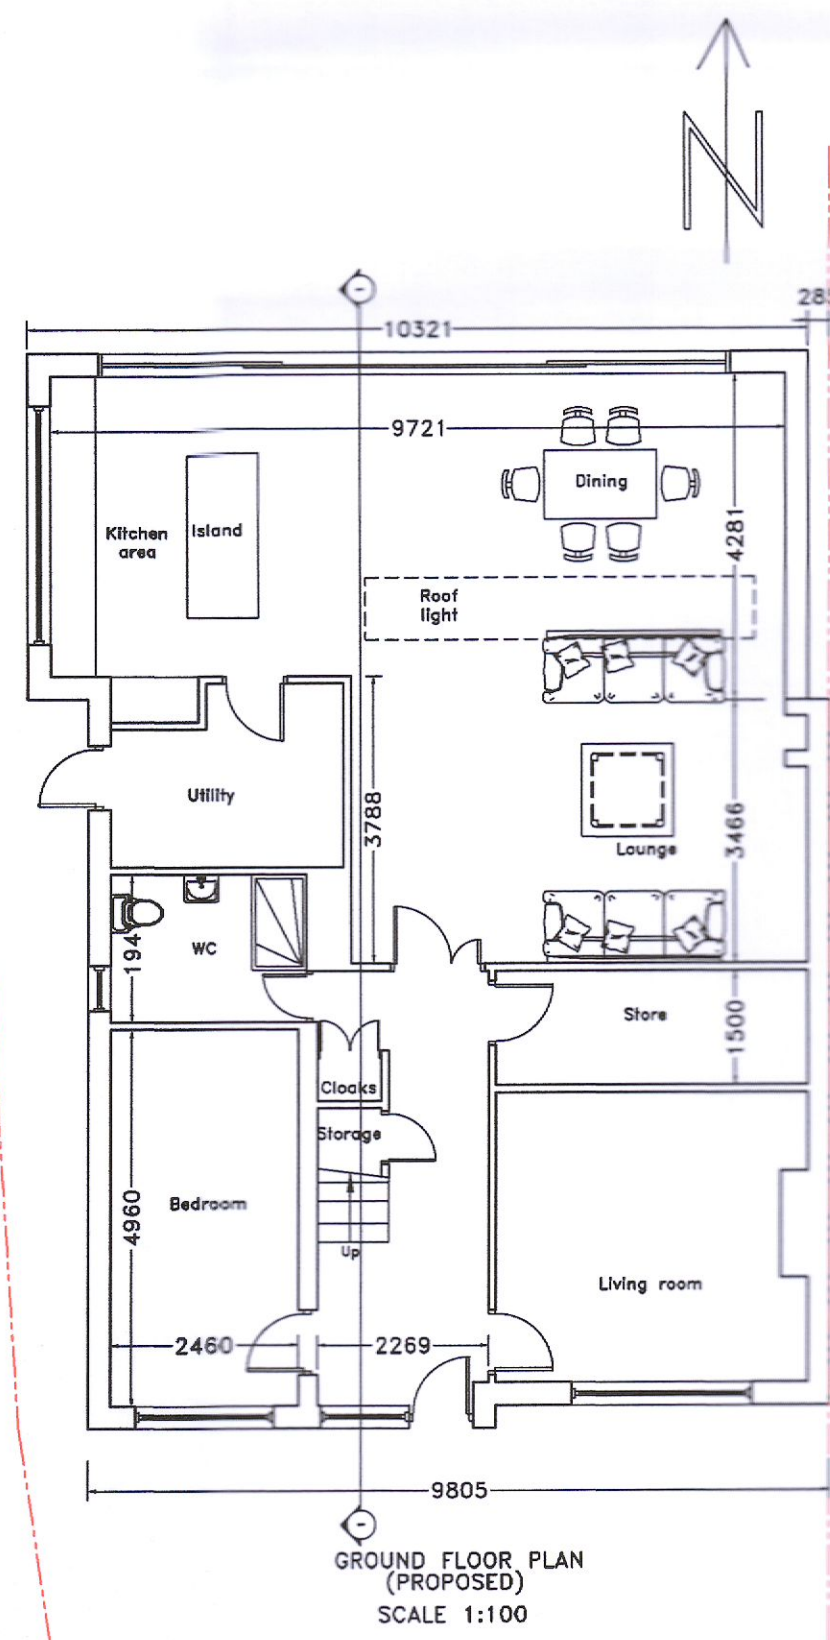 N
285
10321
9721
Dining
Kitchen
area
Island
4281
Roof
light
Utility
3788
3466
Lounge
WC
194
Store
1500
Cloaks
Storage
4960
Bedroom
Up
Living room
2460
2269
9805
GROUND FLOOR PLAN
(PROPOSED)
SCALE 1:100